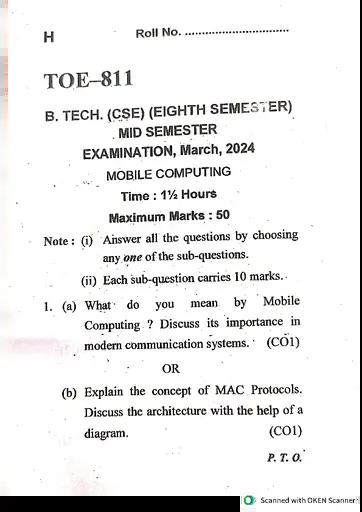 H
Roll No. ................................
TOE–811
B. TECH. (CSE) (EIGHTH SEMESTER)
MID SEMESTER
EXAMINATION, March, 2024
MOBILE COMPUTING
Time : 1½ Hours
Maximum Marks : 50
Note : (i) Answer all the questions by choosing
any one of the sub-questions.
(ii) Each sub-question carries 10 marks.
1. (a) What do you mean by Mobile
Computing ? Discuss its importance in
modern communication systems. (CO1)
OR
(b) Explain the concept of MAC Protocols.
Discuss the architecture with the help of a
diagram. (CO1)
P. T. O.
Scanned with OKEN Scanner